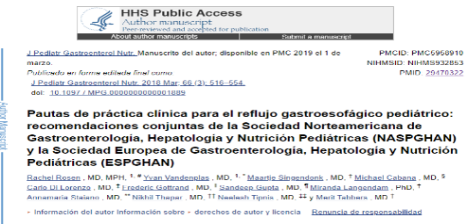 HHS Public Access
Author manuscript
Peer-reviewed and accepted for publication
About author manuscripts Submit a manuscript
J Pediatr Gastroenterol Nutr. Manuscrito del autor; disponible en PMC 2019 el 1 de marzo.
Publicado en forma editada final como
J Pediatr Gastroenterol Nutr. 2018 Mar; 66 (3): 516–554.
doi: 10.1097 / MPG.0000000000001889
PMCID: PMC5958910
NIHMSID: NIHMS932853
PMID: 29470322
Author Manuscript
Pautas de práctica clínica para el reflujo gastroesofágico pediátrico:
recomendaciones conjuntas de la Sociedad Norteamericana de
Gastroenterología, Hepatología y Nutrición Pediátricas (NASPGHAN)
y la Sociedad Europea de Gastroenterología, Hepatología y Nutrición
Pediátricas (ESPGHAN)
Rachel Rosen , MD, MPH, Yvan Vandenplas , MD, Maartje Singendonk , MD, Michael Cabana , MD,
Carlo Di Lorenzo , MD, Frederic Gottrand , MD, Sandeep Gupta , MD, Miranda Langendam , PhD,
Annamaria Staiano , MD, Nikhil Thapar , MD, Neelesh Tipnis , MD, y Merit Tabbers , MD
Información del autor Información sobre derechos de autor y licencia Renuncia de responsabilidad